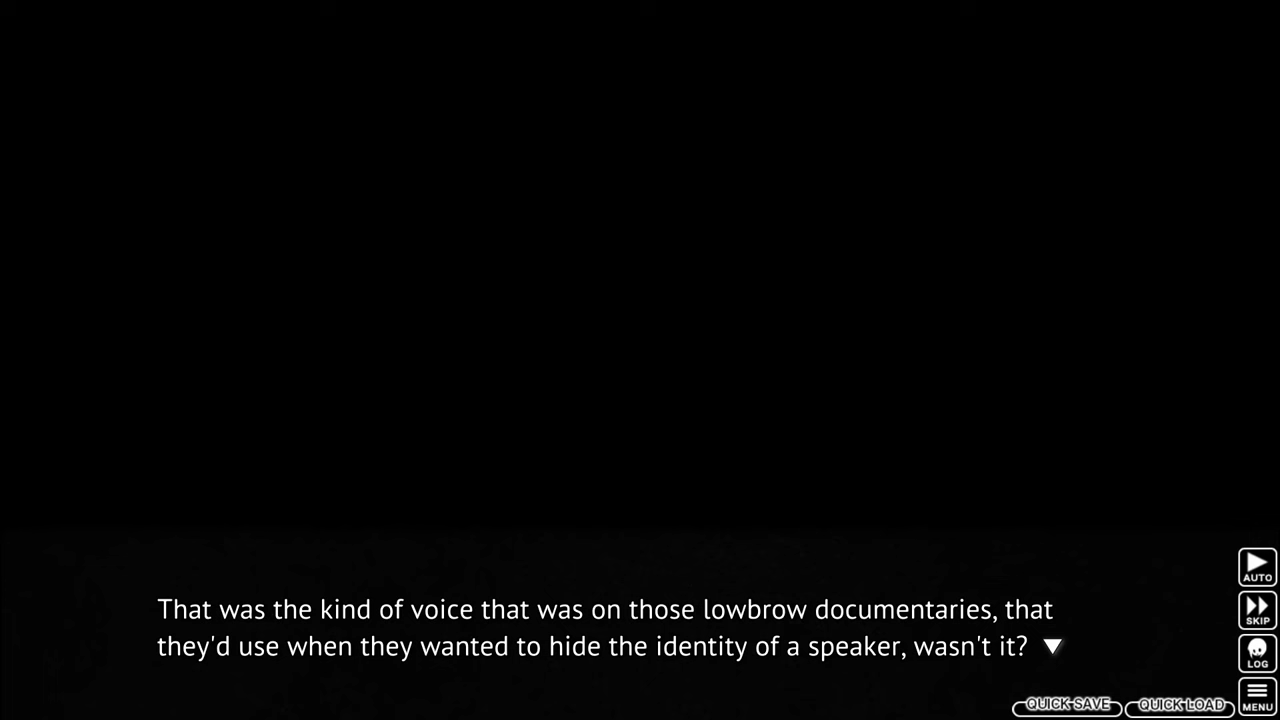 That was the kind of voice that was on those lowbrow documentaries, that
they'd use when they wanted to hide the identity of a speaker, wasn't it?
AUTO
SKIP
LOG
MENU
QUICK SAVE
QUICK LOAD